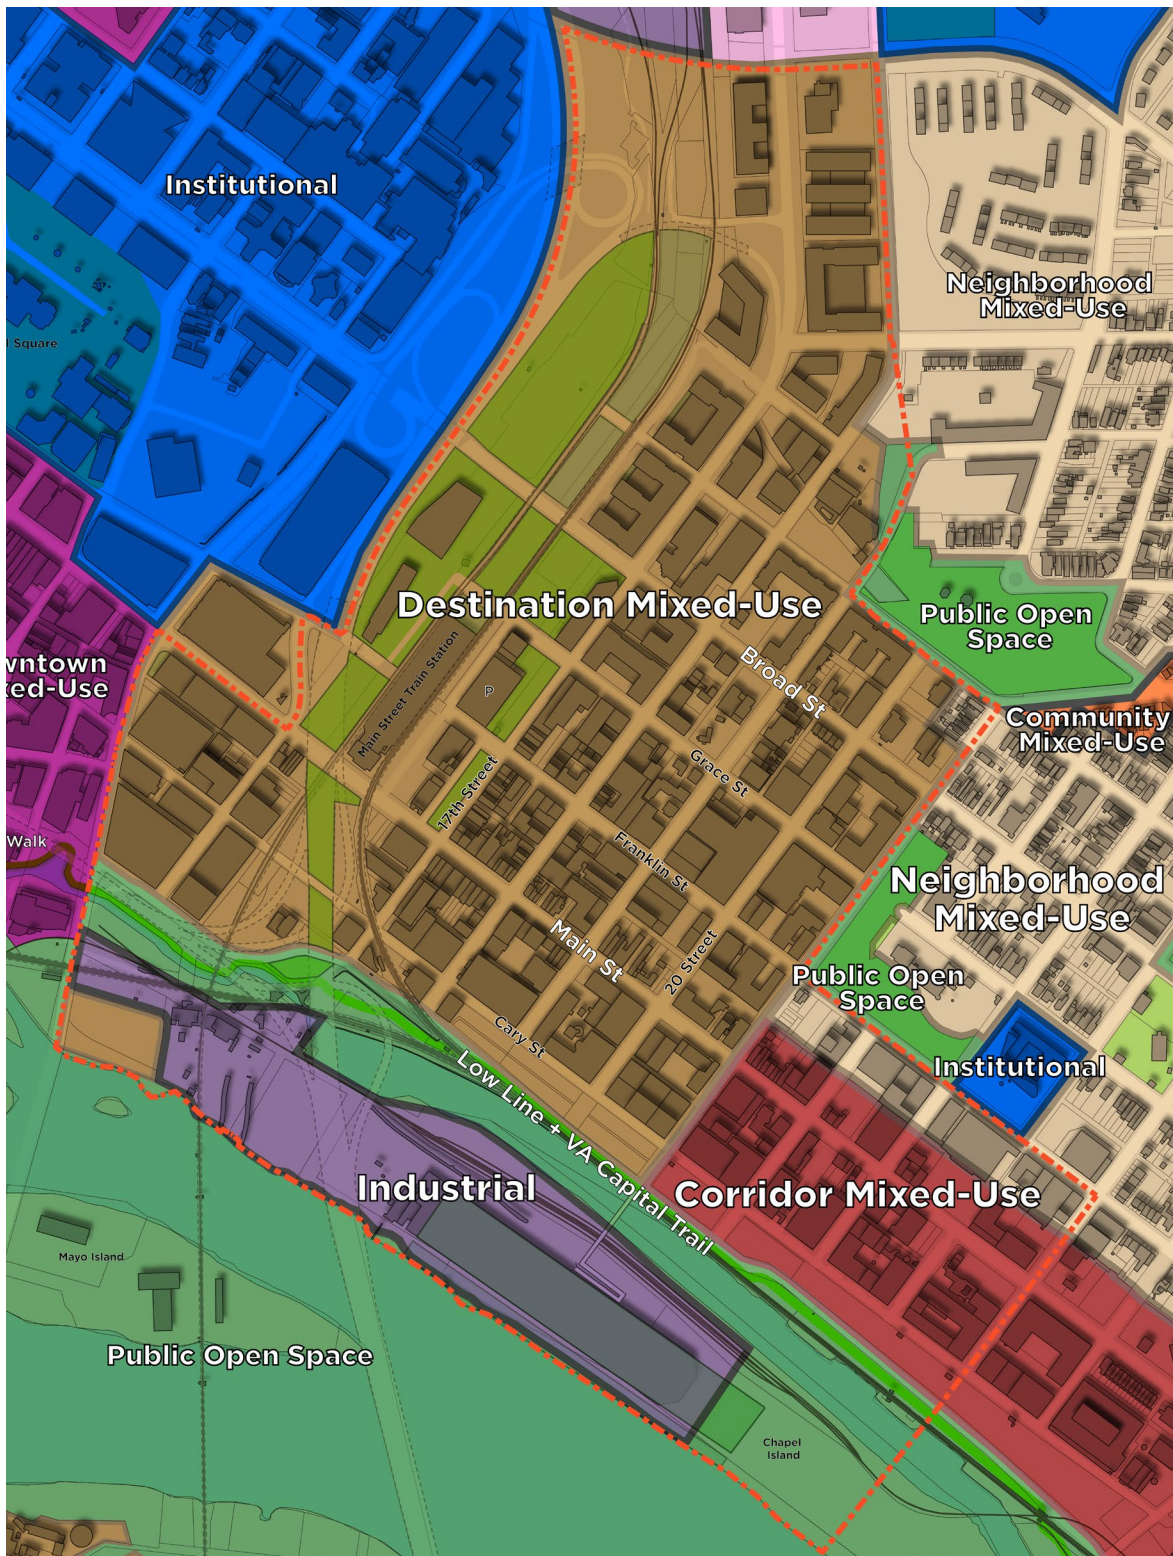 Institutional
Neighborhood
Mixed-Use
l Square
Destination Mixed-Use
Public Open
Space
wntown
xed-Use
Main Street Train Station
P
Broad St
Community
Mixed-Use
Grace St
17th Street
Walk
Franklin St
Neighborhood
Mixed-Use
Main St
20 Street
Public Open
Space
Cary St
Institutional
Low Line + VA Capital Trail
Industrial
Corridor Mixed-Use
Mayo Island
Public Open Space
Chapel
Island